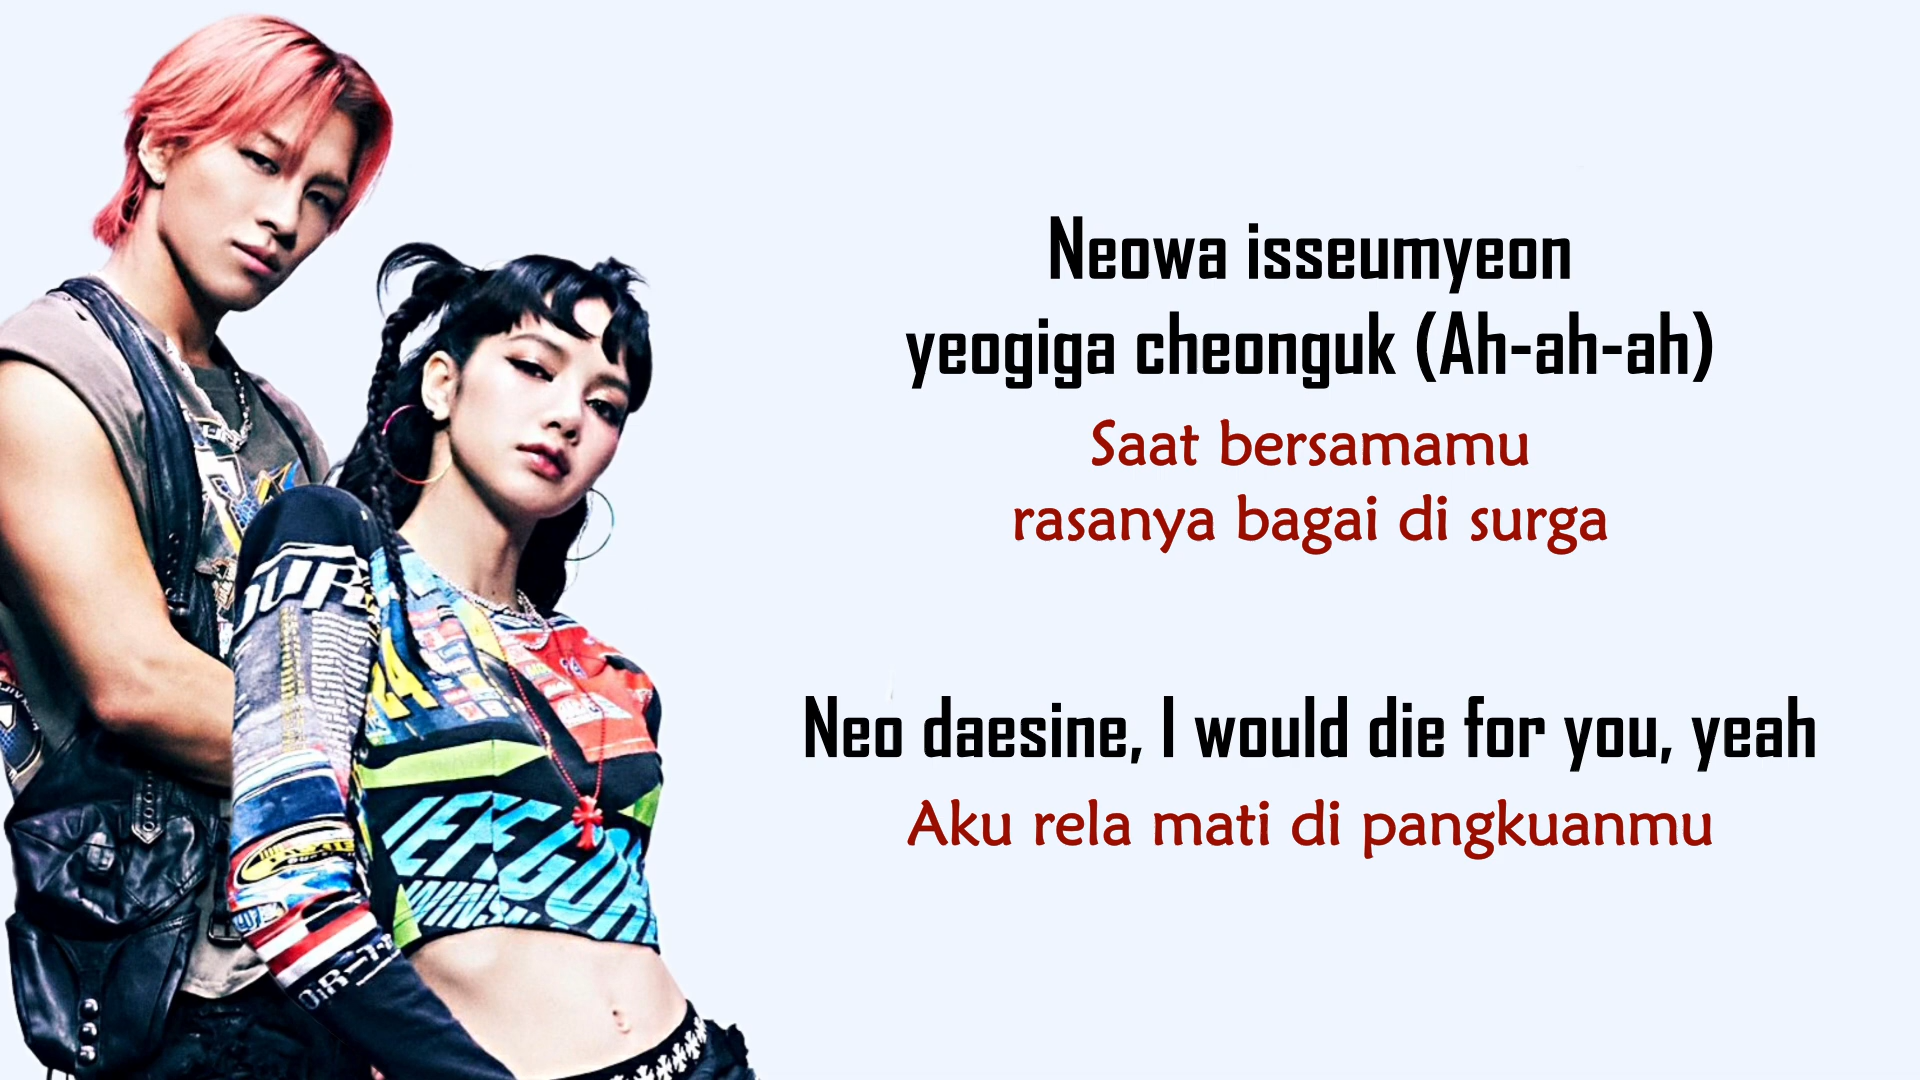 Neowa isseumyeon
yeogiga cheonguk (Ah-ah-ah)
Saat bersamamu
rasanya bagai di surga
Neo daesine, I would die for you, yeah
Aku rela mati di pangkuanmu